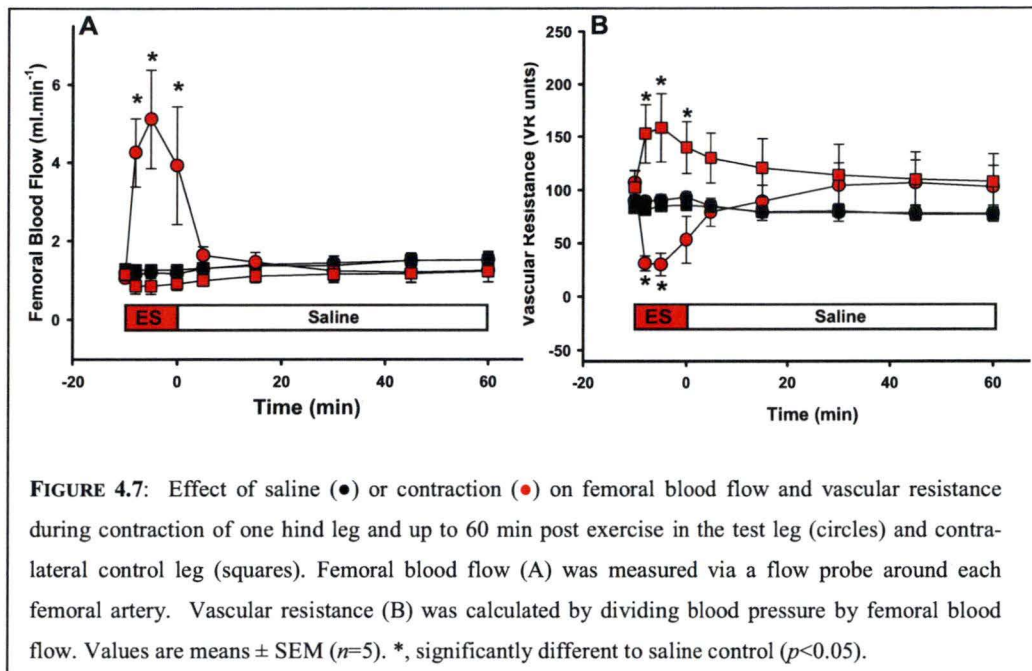 A
B
Femoral Blood Flow (ml.min⁻¹)
6
4
2
0
* * *
ES
Saline
-20 0 20 40 60
Time (min)
Vascular Resistance (VR units)
250
200
150
100
50
0
-50
* * *
* *
ES
Saline
-20 0 20 40 60
Time (min)
FIGURE 4.7: Effect of saline (●) or contraction (●) on femoral blood flow and vascular resistance
during contraction of one hind leg and up to 60 min post exercise in the test leg (circles) and contra-
lateral control leg (squares). Femoral blood flow (A) was measured via a flow probe around each
femoral artery. Vascular resistance (B) was calculated by dividing blood pressure by femoral blood
flow. Values are means ± SEM (n=5). *, significantly different to saline control (p<0.05).